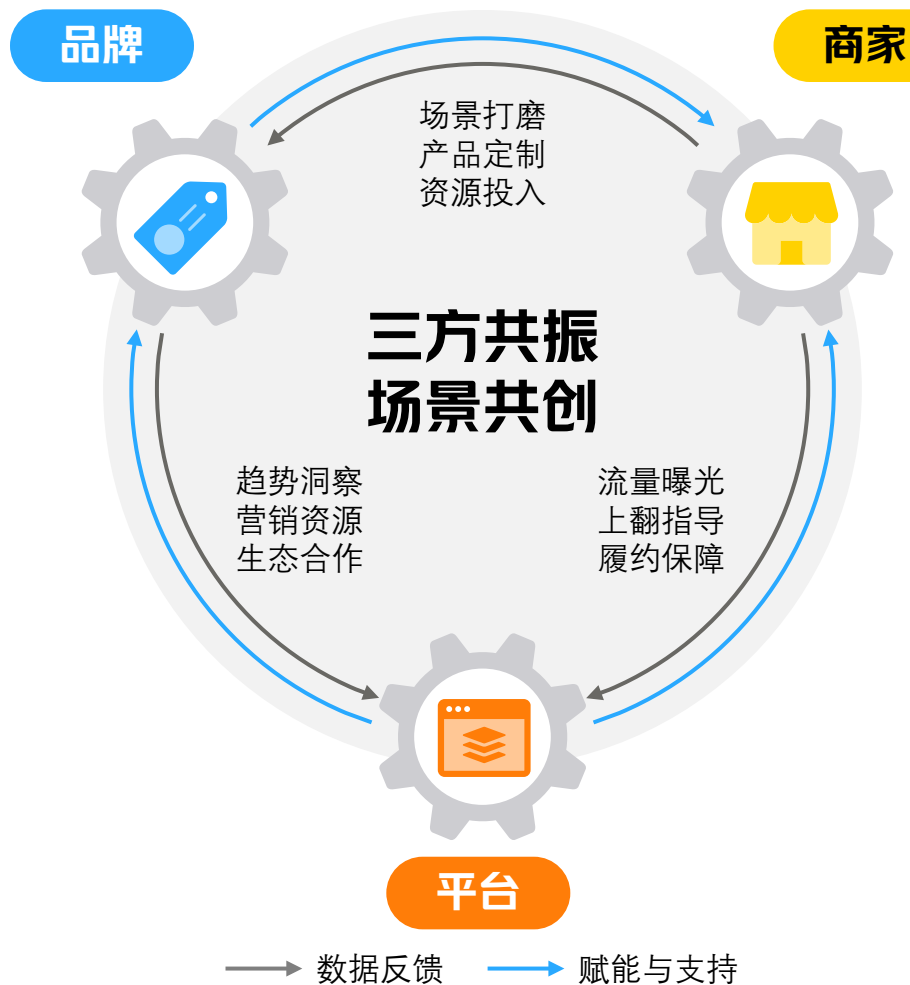 品牌
商家
场景打磨
产品定制
资源投入
三方共振
场景共创
趋势洞察
营销资源
生态合作
流量曝光
上翻指导
履约保障
平台
数据反馈
赋能与支持